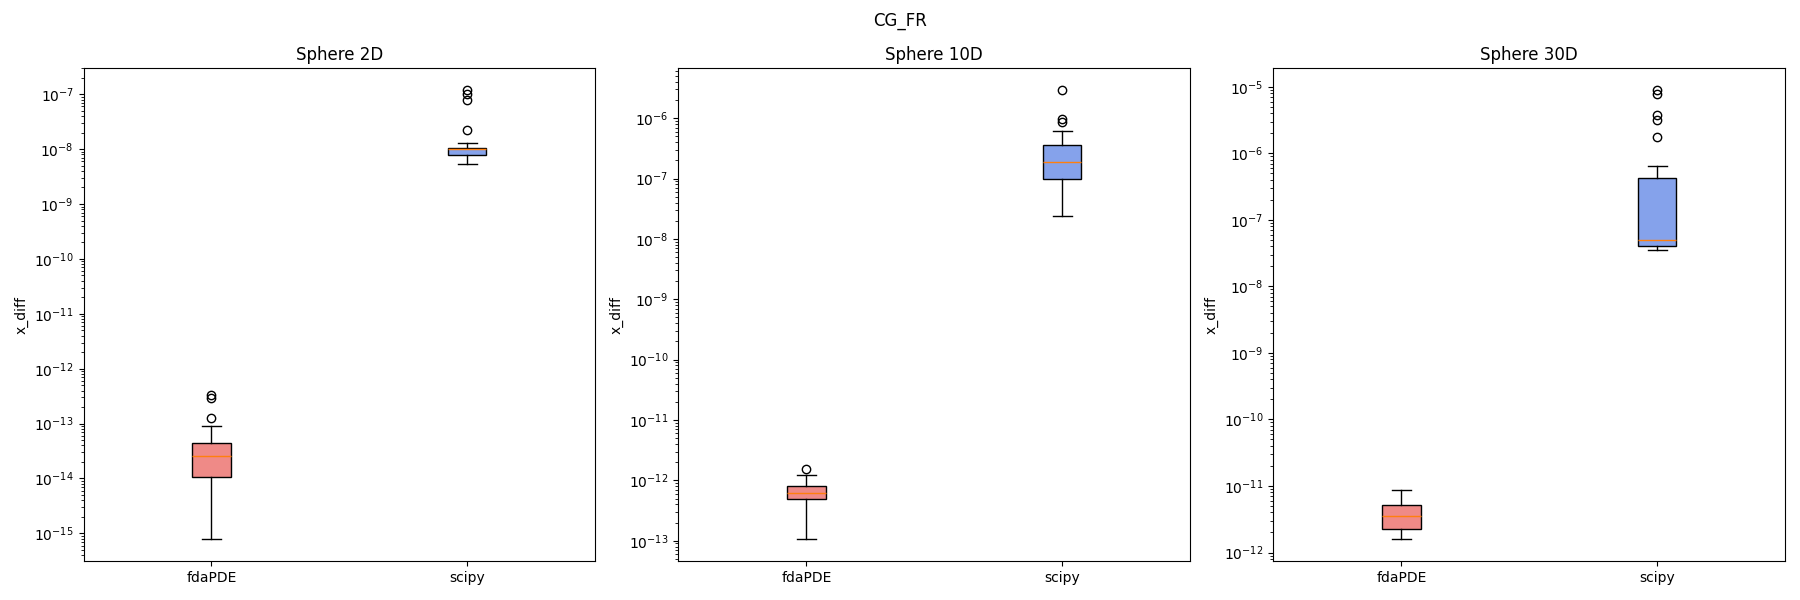 CG_FR
Sphere 2D
x_diff
10⁻⁷
10⁻⁸
10⁻⁹
10⁻¹⁰
10⁻¹¹
10⁻¹²
10⁻¹³
10⁻¹⁴
10⁻¹⁵
fdaPDE
scipy
Sphere 10D
x_diff
10⁻⁶
10⁻⁷
10⁻⁸
10⁻⁹
10⁻¹⁰
10⁻¹¹
10⁻¹²
10⁻¹³
fdaPDE
scipy
Sphere 30D
x_diff
10⁻⁵
10⁻⁶
10⁻⁷
10⁻⁸
10⁻⁹
10⁻¹⁰
10⁻¹¹
10⁻¹²
fdaPDE
scipy